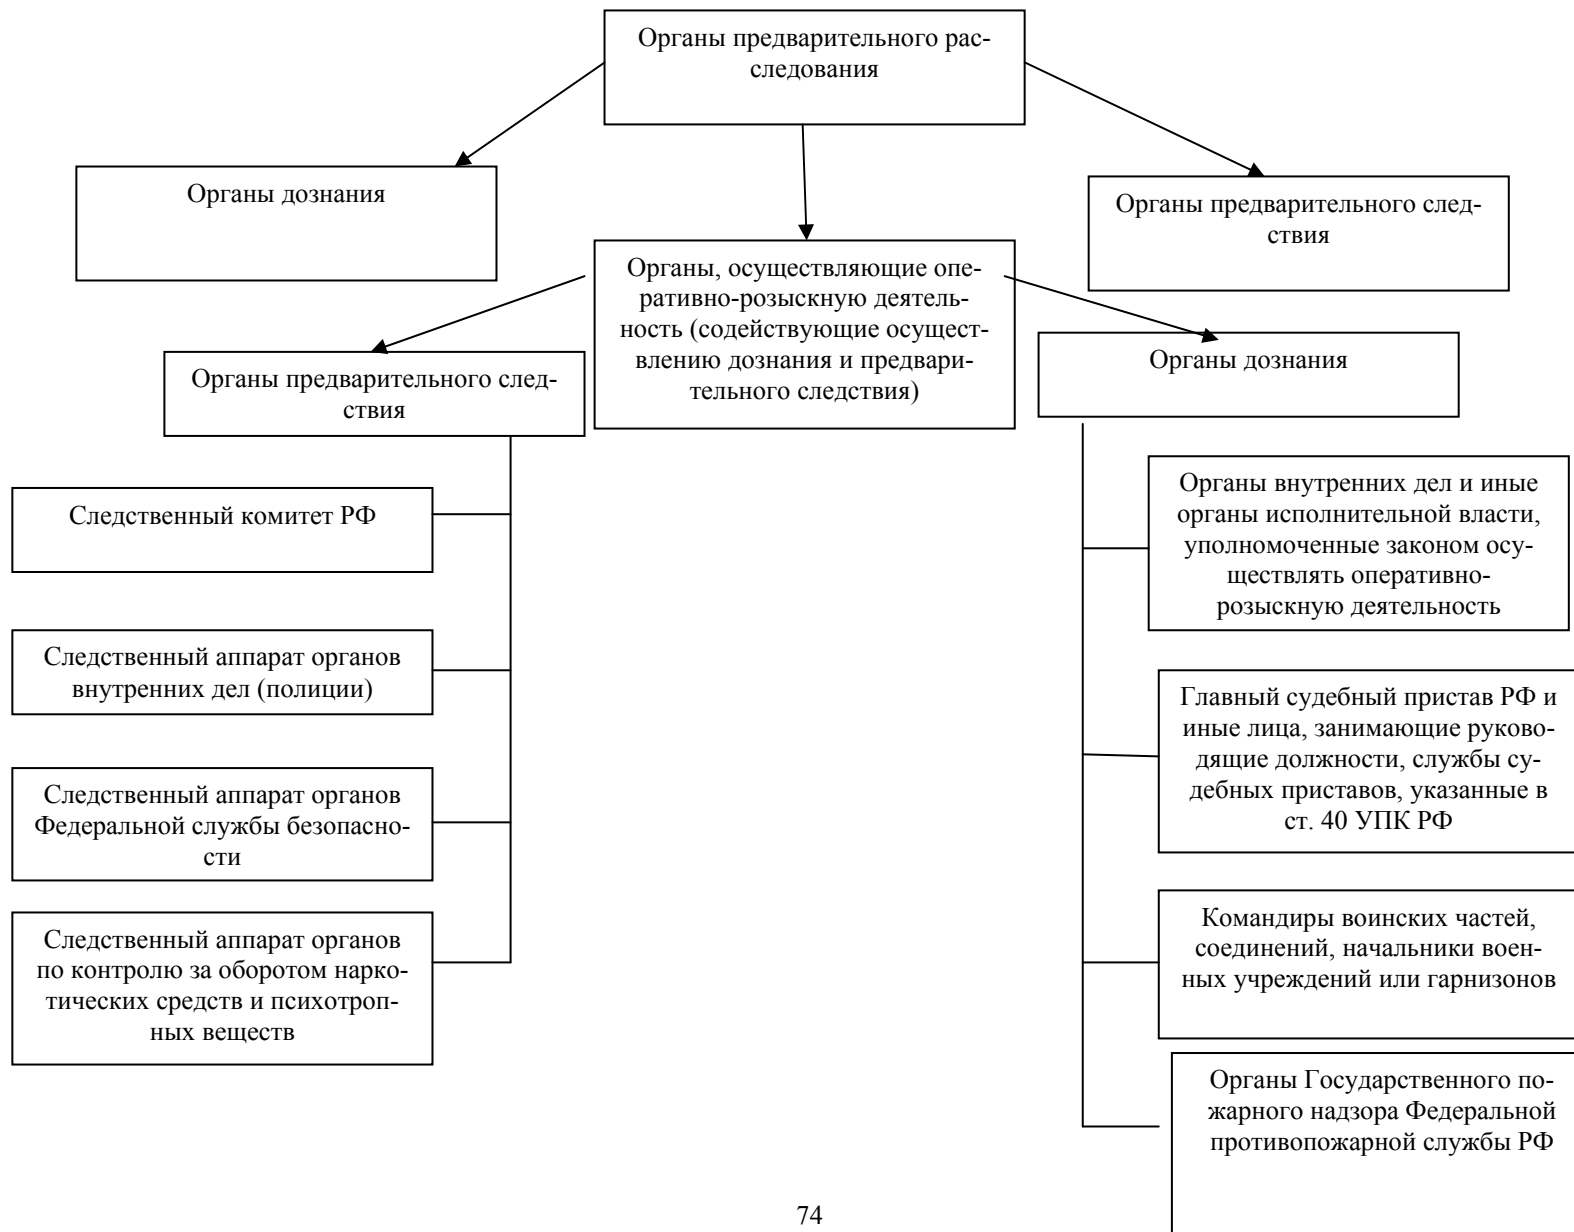 Органы предварительного рас-
следования
Органы дознания
Органы предварительного след-
ствия
Органы, осуществляющие опе-
ративно-розыскную деятель-
ность (содействующие осущест-
влению дознания и предвари-
тельного следствия)
Органы предварительного след-
ствия
Органы дознания
Следственный комитет РФ
Следственный аппарат органов
внутренних дел (полиции)
Следственный аппарат органов
Федеральной службы безопасно-
сти
Следственный аппарат органов
по контролю за оборотом нарко-
тических средств и психотроп-
ных веществ
Органы внутренних дел и иные
органы исполнительной власти,
уполномоченные законом осу-
ществлять оперативно-
розыскную деятельность
Главный судебный пристав РФ и
иные лица, занимающие руково-
дящие должности, службы су-
дебных приставов, указанные в
ст. 40 УПК РФ
Командиры воинских частей,
соединений, начальники воен-
ных учреждений или гарнизонов
Органы Государственного по-
жарного надзора Федеральной
противопожарной службы РФ
74